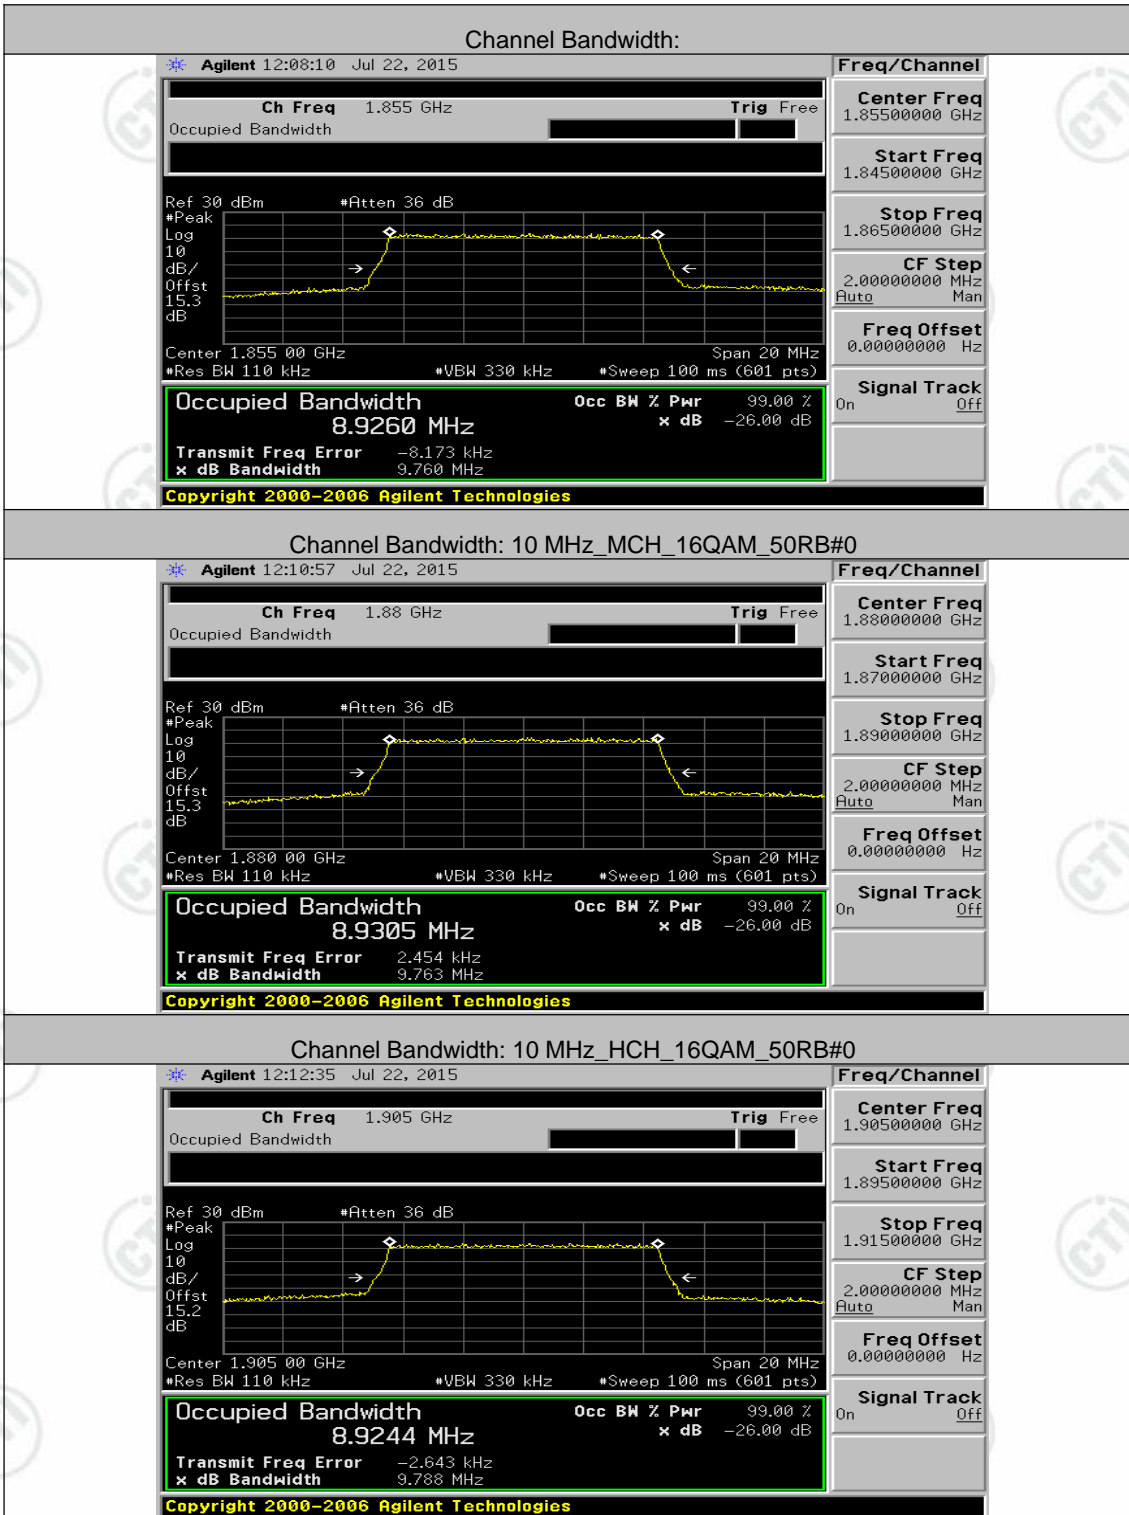 Channel Bandwidth:
Agilent 12:08:10 Jul 22, 2015
Freq/Channel
Ch Freq 1.855 GHz Trig Free
Occupied Bandwidth
Center Freq
1.85500000 GHz
Start Freq
1.84500000 GHz
Stop Freq
1.86500000 GHz
CF Step
2.00000000 MHz
Auto Man
Freq Offset
0.00000000 Hz
Signal Track
On Off
Ref 30 dBm #Atten 36 dB
#Peak
Log
10
dB/
Offst
15.3
dB
Center 1.855 00 GHz Span 20 MHz
#Res BW 110 kHz #VBW 330 kHz #Sweep 100 ms (601 pts)
Occupied Bandwidth Occ BW % Pwr 99.00 %
8.9260 MHz x dB -26.00 dB
Transmit Freq Error -8.173 kHz
x dB Bandwidth 9.760 MHz
Copyright 2000-2006 Agilent Technologies
Channel Bandwidth: 10 MHz_MCH_16QAM_50RB#0
Agilent 12:10:57 Jul 22, 2015
Freq/Channel
Ch Freq 1.88 GHz Trig Free
Occupied Bandwidth
Center Freq
1.88000000 GHz
Start Freq
1.87000000 GHz
Stop Freq
1.89000000 GHz
CF Step
2.00000000 MHz
Auto Man
Freq Offset
0.00000000 Hz
Signal Track
On Off
Ref 30 dBm #Atten 36 dB
#Peak
Log
10
dB/
Offst
15.3
dB
Center 1.880 00 GHz Span 20 MHz
#Res BW 110 kHz #VBW 330 kHz #Sweep 100 ms (601 pts)
Occupied Bandwidth Occ BW % Pwr 99.00 %
8.9305 MHz x dB -26.00 dB
Transmit Freq Error 2.454 kHz
x dB Bandwidth 9.763 MHz
Copyright 2000-2006 Agilent Technologies
Channel Bandwidth: 10 MHz_HCH_16QAM_50RB#0
Agilent 12:12:35 Jul 22, 2015
Freq/Channel
Ch Freq 1.905 GHz Trig Free
Occupied Bandwidth
Center Freq
1.90500000 GHz
Start Freq
1.89500000 GHz
Stop Freq
1.91500000 GHz
CF Step
2.00000000 MHz
Auto Man
Freq Offset
0.00000000 Hz
Signal Track
On Off
Ref 30 dBm #Atten 36 dB
#Peak
Log
10
dB/
Offst
15.2
dB
Center 1.905 00 GHz Span 20 MHz
#Res BW 110 kHz #VBW 330 kHz #Sweep 100 ms (601 pts)
Occupied Bandwidth Occ BW % Pwr 99.00 %
8.9244 MHz x dB -26.00 dB
Transmit Freq Error -2.643 kHz
x dB Bandwidth 9.788 MHz
Copyright 2000-2006 Agilent Technologies
CTI
CTI
CTI
CTI
CTI
CTI
CTI
CTI